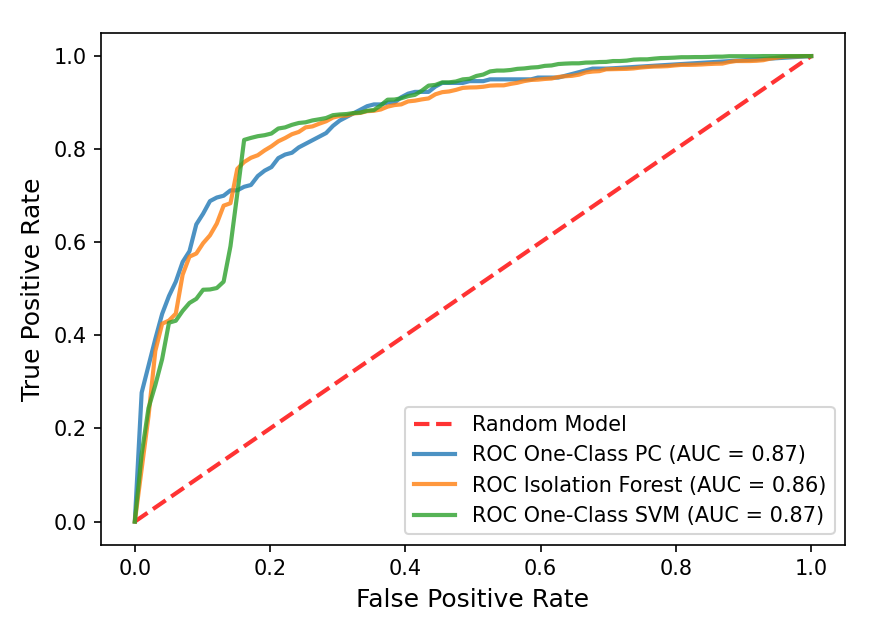 1.0
0.8
0.6
0.4
0.2
0.0
True Positive Rate
Random Model
ROC One-Class PC (AUC = 0.87)
ROC Isolation Forest (AUC = 0.86)
ROC One-Class SVM (AUC = 0.87)
0.0 0.2 0.4 0.6 0.8 1.0
False Positive Rate